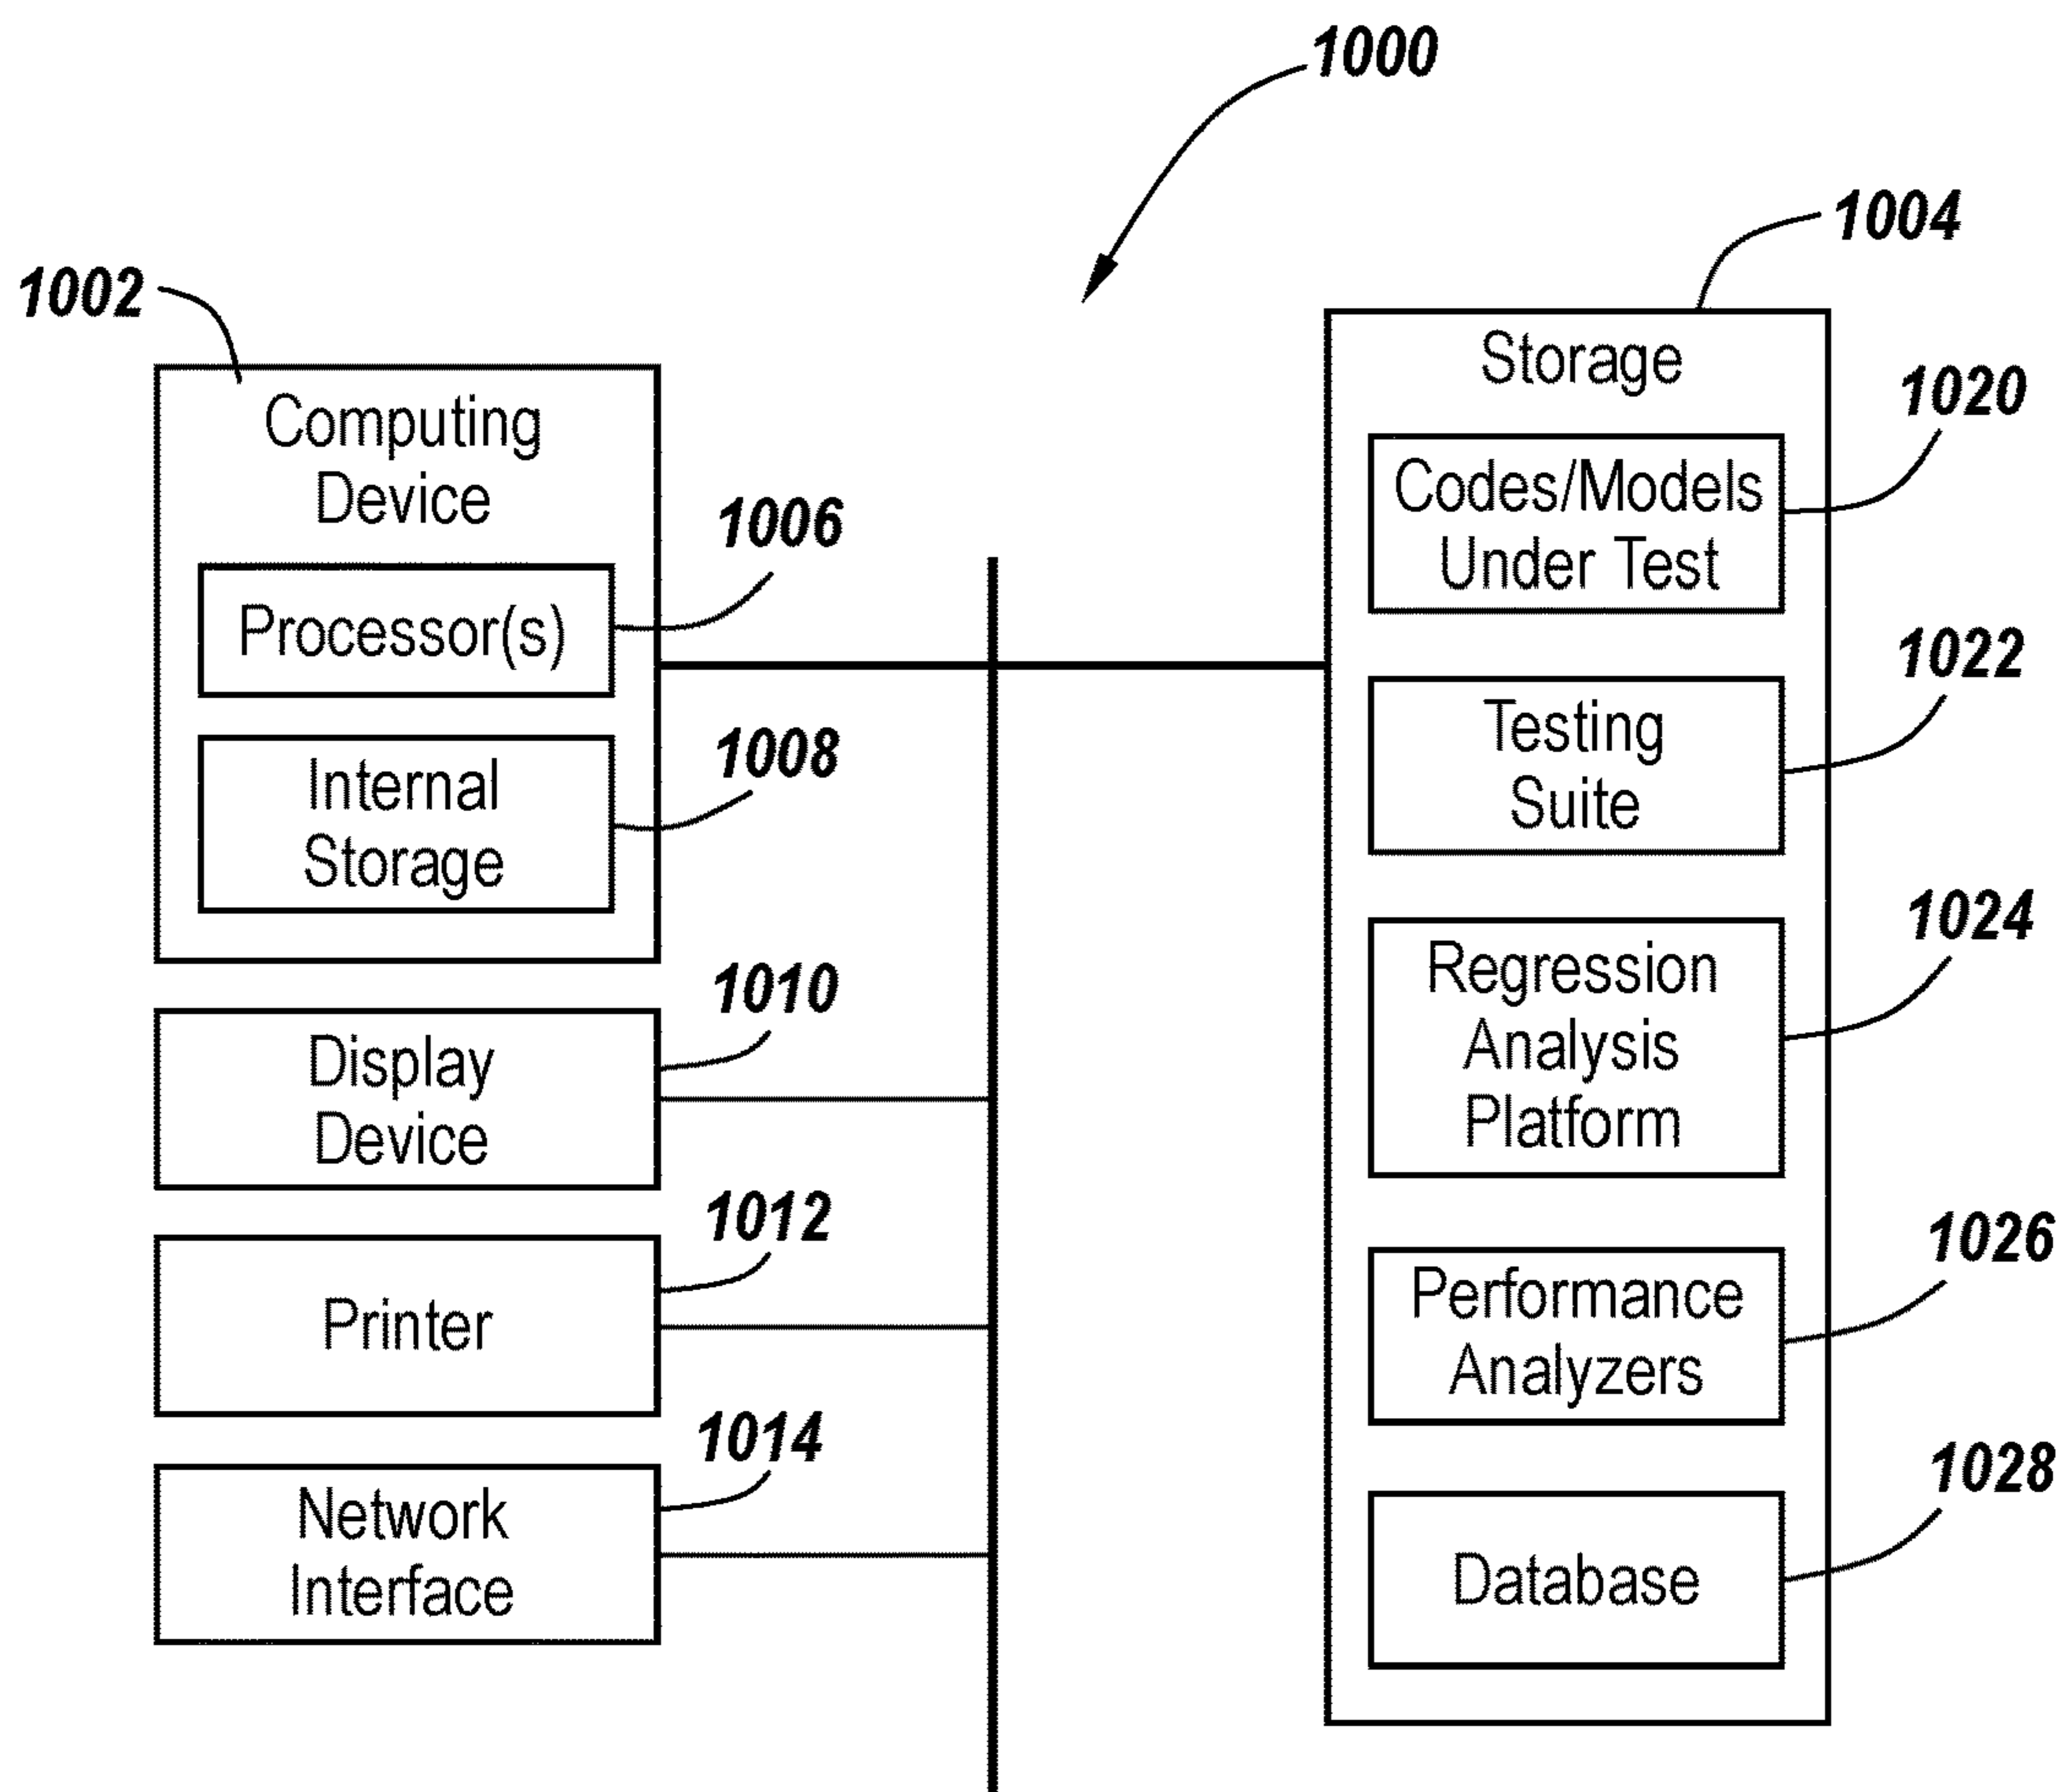 1000
1002
Computing
Device
1006
Processor(s)
1008
Internal
Storage
1010
Display
Device
1012
Printer
1014
Network
Interface
1004
Storage
1020
Codes/Models
Under Test
1022
Testing
Suite
1024
Regression
Analysis
Platform
1026
Performance
Analyzers
1028
Database